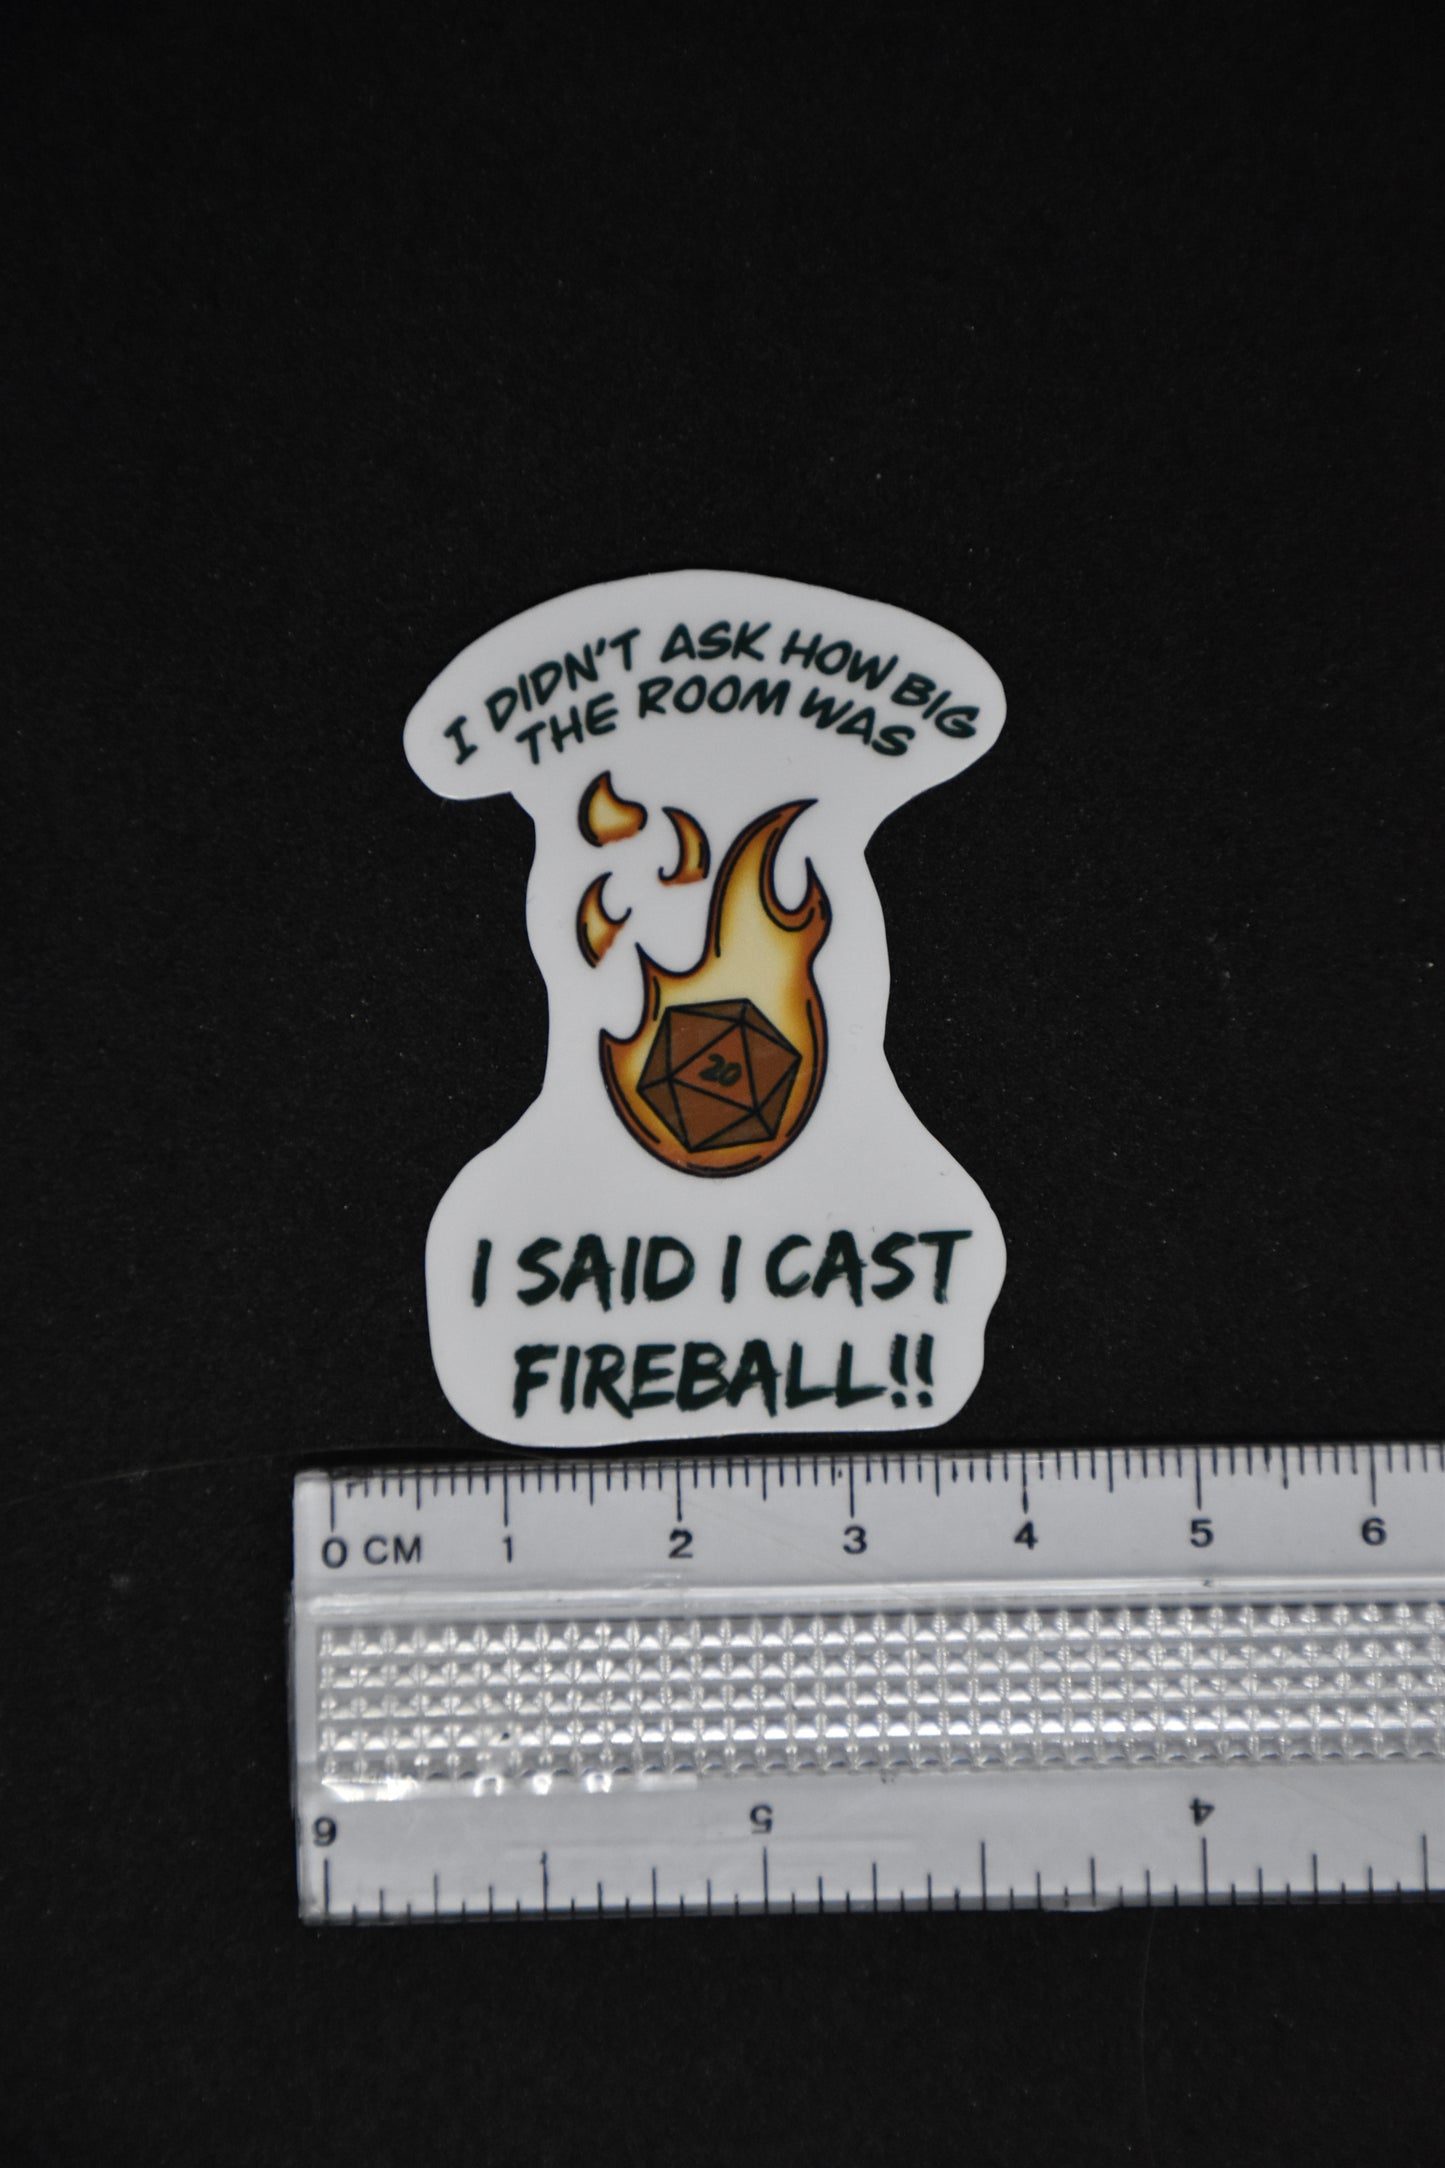 I DIDN'T ASK HOW BIG
THE ROOM WAS
20
I SAID I CAST
FIREBALL!!
0 CM 1 2 3 4 5 6
6 5 4